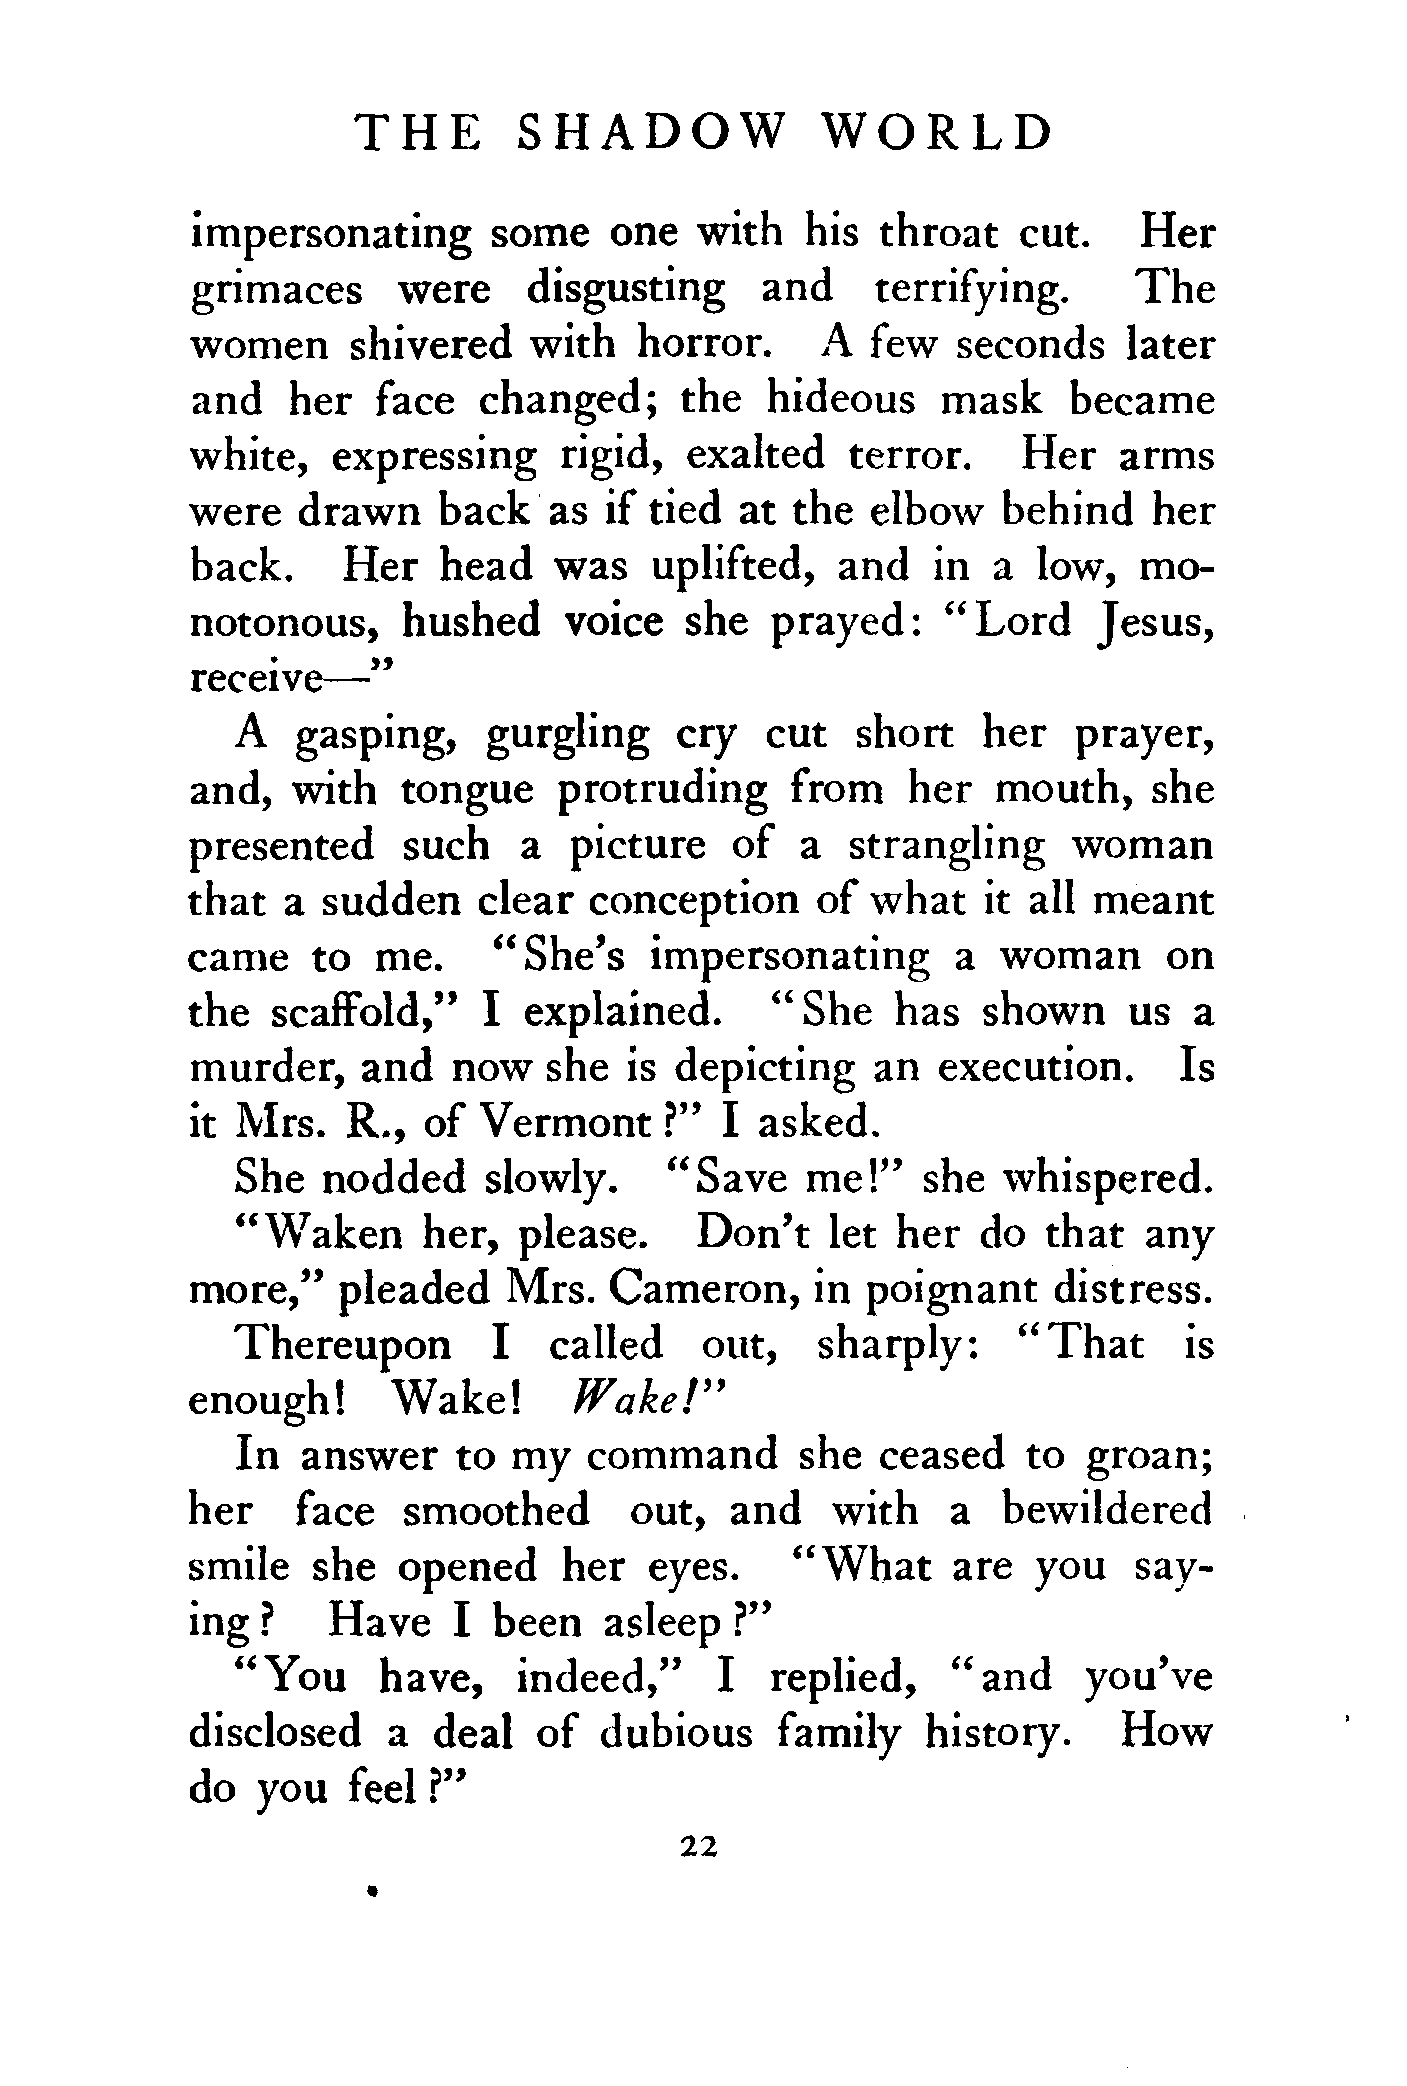 THE SHADOW WORLD
impersonating some one with his throat cut. Her
grimaces were disgusting and terrifying. The
women shivered with horror. A few seconds later
and her face changed; the hideous mask became
white, expressing rigid, exalted terror. Her arms
were drawn back as if tied at the elbow behind her
back. Her head was uplifted, and in a low, mo-
notonous, hushed voice she prayed: “Lord Jesus,
receive—”
A gasping, gurgling cry cut short her prayer,
and, with tongue protruding from her mouth, she
presented such a picture of a strangling woman
that a sudden clear conception of what it all meant
came to me. “She’s impersonating a woman on
the scaffold,” I explained. “She has shown us a
murder, and now she is depicting an execution. Is
it Mrs. R., of Vermont?” I asked.
She nodded slowly. “Save me!” she whispered.
“Waken her, please. Don’t let her do that any
more,” pleaded Mrs. Cameron, in poignant distress.
Thereupon I called out, sharply: “That is
enough! Wake! Wake!”
In answer to my command she ceased to groan;
her face smoothed out, and with a bewildered
smile she opened her eyes. “What are you say-
ing? Have I been asleep?”
“You have, indeed,” I replied, “and you’ve
disclosed a deal of dubious family history. How
do you feel?”
22